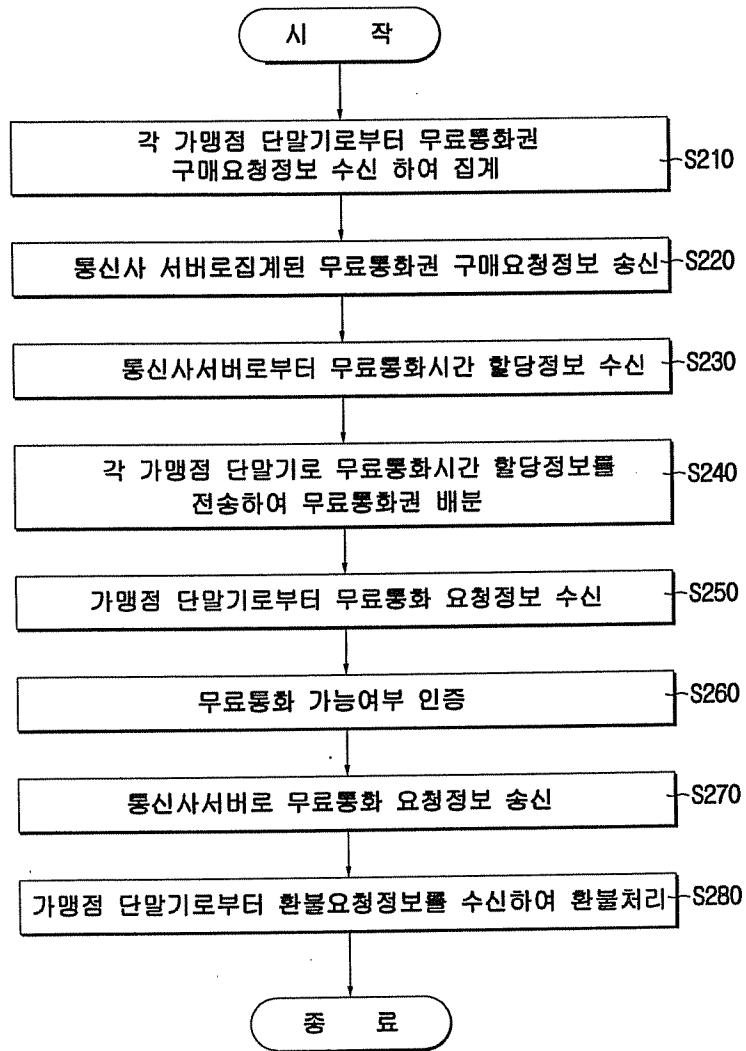 시 작
각 가맹점 단말기로부터 무료통화권
구매요청정보 수신 하여 집계
S210
통신사 서버로집계된 무료통화권 구매요청정보 송신
S220
통신사서버로부터 무료통화시간 할당정보 수신
S230
각 가맹점 단말기로 무료통화시간 할당정보를
전송하여 무료통화권 배분
S240
가맹점 단말기로부터 무료통화 요청정보 수신
S250
무료통화 가능여부 인증
S260
통신사서버로 무료통화 요청정보 송신
S270
가맹점 단말기로부터 환불요청정보를 수신하여 환불처리
S280
종 료